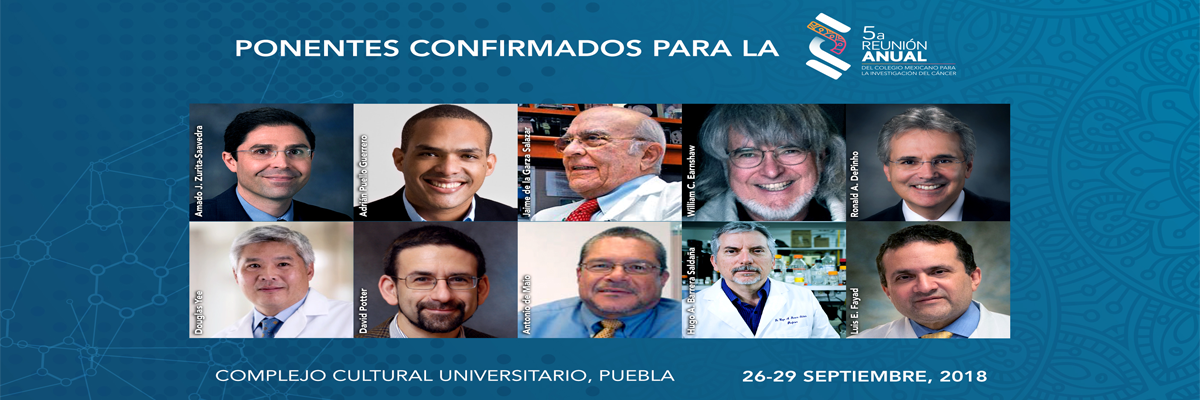 PONENTES CONFIRMADOS PARA LA
5a
REUNIÓN
ANUAL
DEL COLEGIO MEXICANO PARA
LA INVESTIGACIÓN DEL CÁNCER
Amado J. Zurita-Saavedra
Adrián Puello Guerrero
Jaime de la Garza Salazar
William C. Earnshaw
Ronald A. DePinho
Douglas Yee
David Potter
Antonio de Maio
Hugo A. Barrera Saldaña
Luis E. Fayad
COMPLEJO CULTURAL UNIVERSITARIO, PUEBLA
26-29 SEPTIEMBRE, 2018